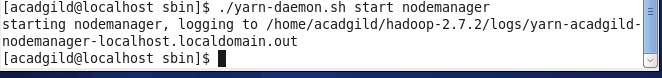 [acadgild@localhost sbin]$ ./yarn-daemon.sh start nodemanager
starting nodemanager, logging to /home/acadgild/hadoop-2.7.2/logs/yarn-acadgild-
nodemanager-localhost.localdomain.out
[acadgild@localhost sbin]$